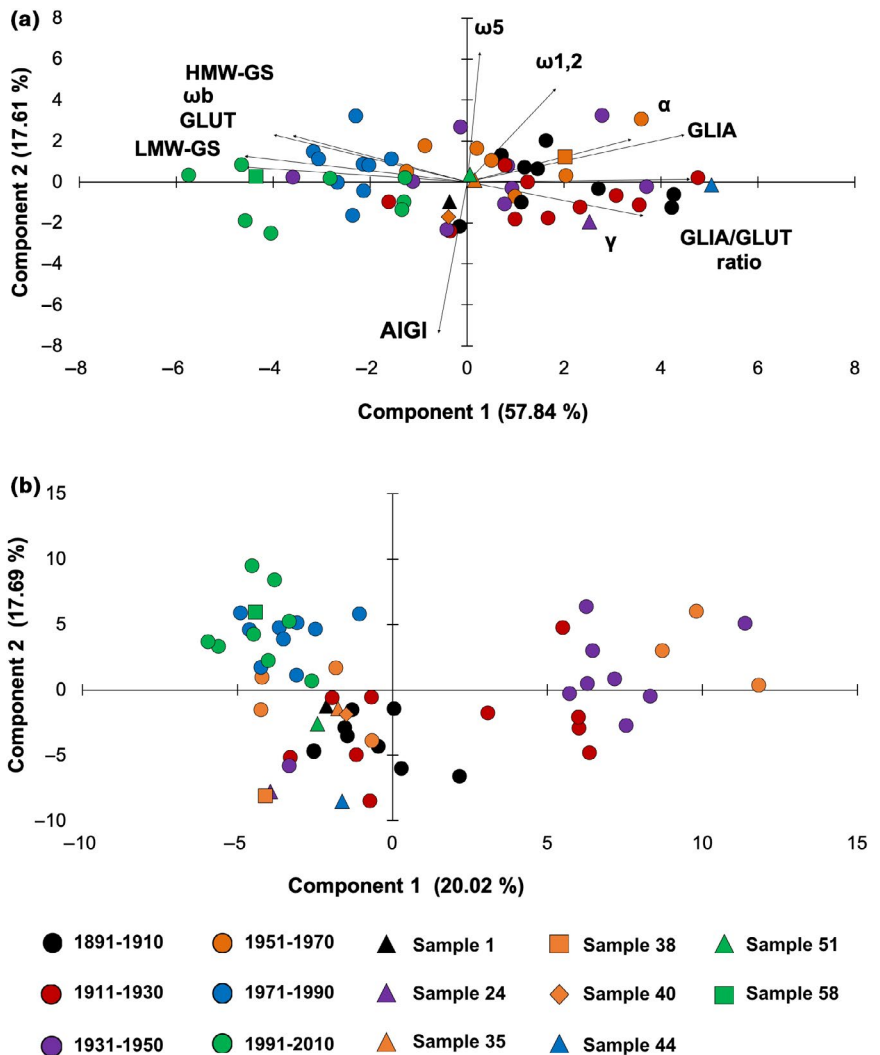 (a)
8
6
4
2
0
−2
−4
−6
−8
Component 2 (17.61 %)
ω5
ω1,2
HMW-GS
ωb
GLUT
LMW-GS
α
GLIA
γ
GLIA/GLUT
ratio
AIGI
−8 −6 −4 −2 0 2 4 6 8
Component 1 (57.84 %)
(b)
15
10
5
0
−5
−10
Component 2 (17.69 %)
−10 −5 0 5 10 15
Component 1 (20.02 %)
1891-1910 1951-1970 Sample 1 Sample 38 Sample 51
1911-1930 1971-1990 Sample 24 Sample 40 Sample 58
1931-1950 1991-2010 Sample 35 Sample 44